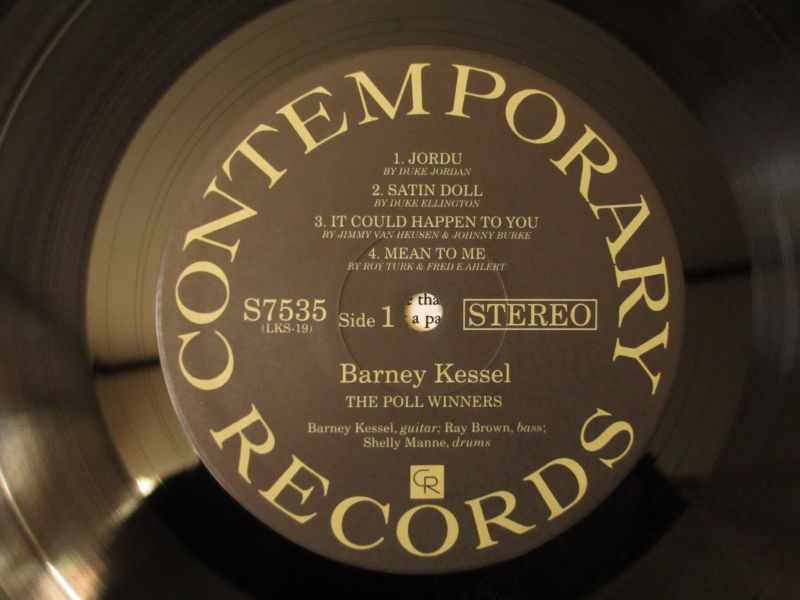 CONTEMPORARY RECORDS
1. JORDU
BY DUKE JORDAN
2. SATIN DOLL
BY DUKE ELLINGTON
3. IT COULD HAPPEN TO YOU
BY JIMMY VAN HEUSEN & JOHNNY BURKE
4. MEAN TO ME
BY ROY TURK & FRED E AHLERT
S7535
(LKS-19)
Side 1
e tha
a pa
STEREO
Barney Kessel
THE POLL WINNERS
Barney Kessel, guitar; Ray Brown, bass;
Shelly Manne, drums
CR